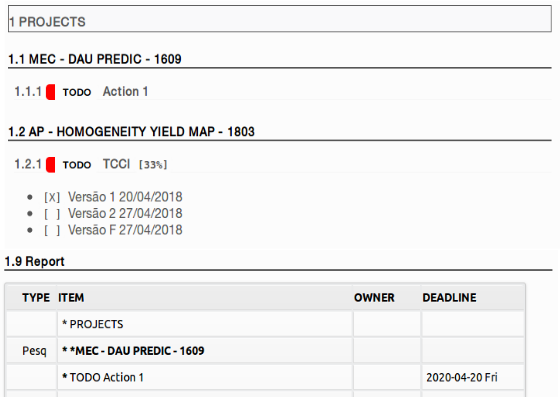 1 PROJECTS
1.1 MEC - DAU PREDIC - 1609
1.1.1 TODO Action 1
1.2 AP - HOMOGENEITY YIELD MAP - 1803
1.2.1 TODO TCCI [33%]
• [X] Versão 1 20/04/2018
• [ ] Versão 2 27/04/2018
• [ ] Versão F 27/04/2018
1.9 Report
TYPE ITEM OWNER DEADLINE
* PROJECTS
Pesq * *MEC - DAU PREDIC - 1609
* TODO Action 1 2020-04-20 Fri